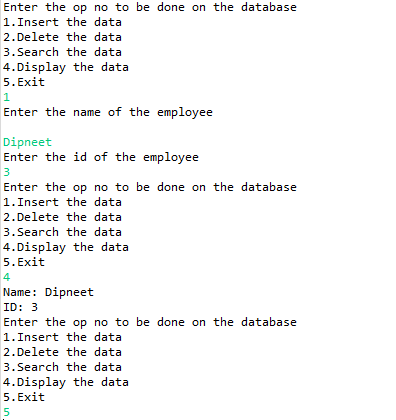 Enter the op no to be done on the database
1.Insert the data
2.Delete the data
3.Search the data
4.Display the data
5.Exit
1
Enter the name of the employee
Dipneet
Enter the id of the employee
3
Enter the op no to be done on the database
1.Insert the data
2.Delete the data
3.Search the data
4.Display the data
5.Exit
4
Name: Dipneet
ID: 3
Enter the op no to be done on the database
1.Insert the data
2.Delete the data
3.Search the data
4.Display the data
5.Exit
5